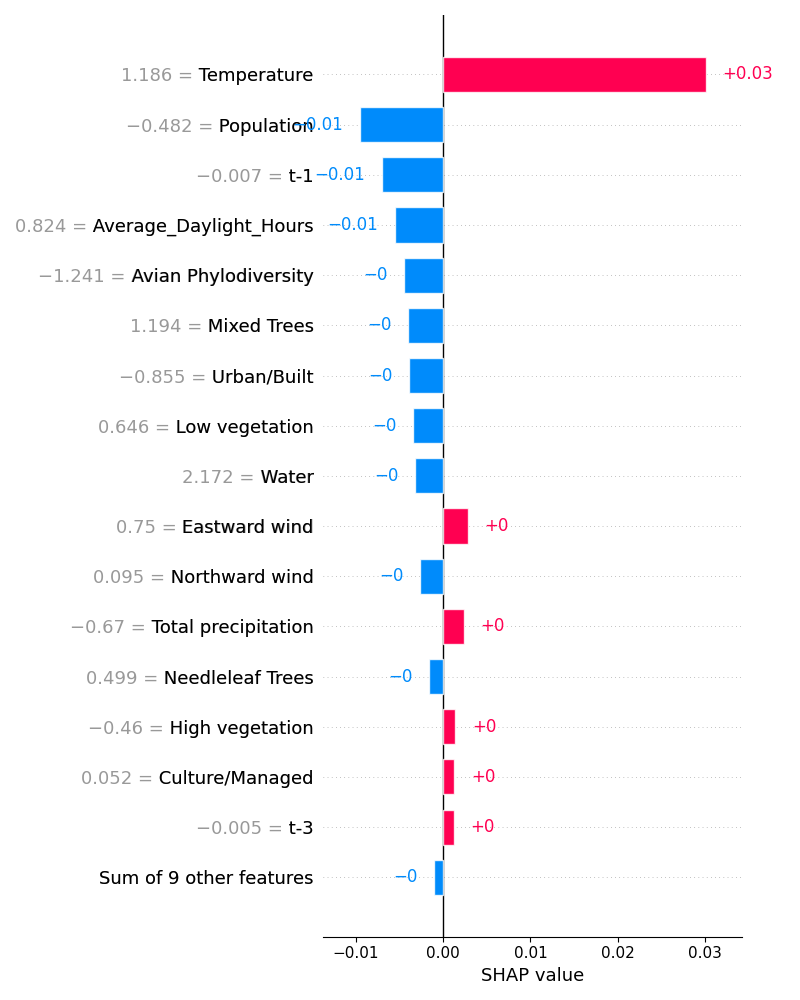 1.186 = Temperature +0.03
−0.482 = Population −0.01
−0.007 = t-1 −0.01
0.824 = Average_Daylight_Hours −0.01
−1.241 = Avian Phylodiversity −0
1.194 = Mixed Trees −0
−0.855 = Urban/Built −0
0.646 = Low vegetation −0
2.172 = Water −0
0.75 = Eastward wind +0
0.095 = Northward wind −0
−0.67 = Total precipitation +0
0.499 = Needleleaf Trees −0
−0.46 = High vegetation +0
0.052 = Culture/Managed +0
−0.005 = t-3 +0
Sum of 9 other features −0
−0.01 0.00 0.01 0.02 0.03
SHAP value